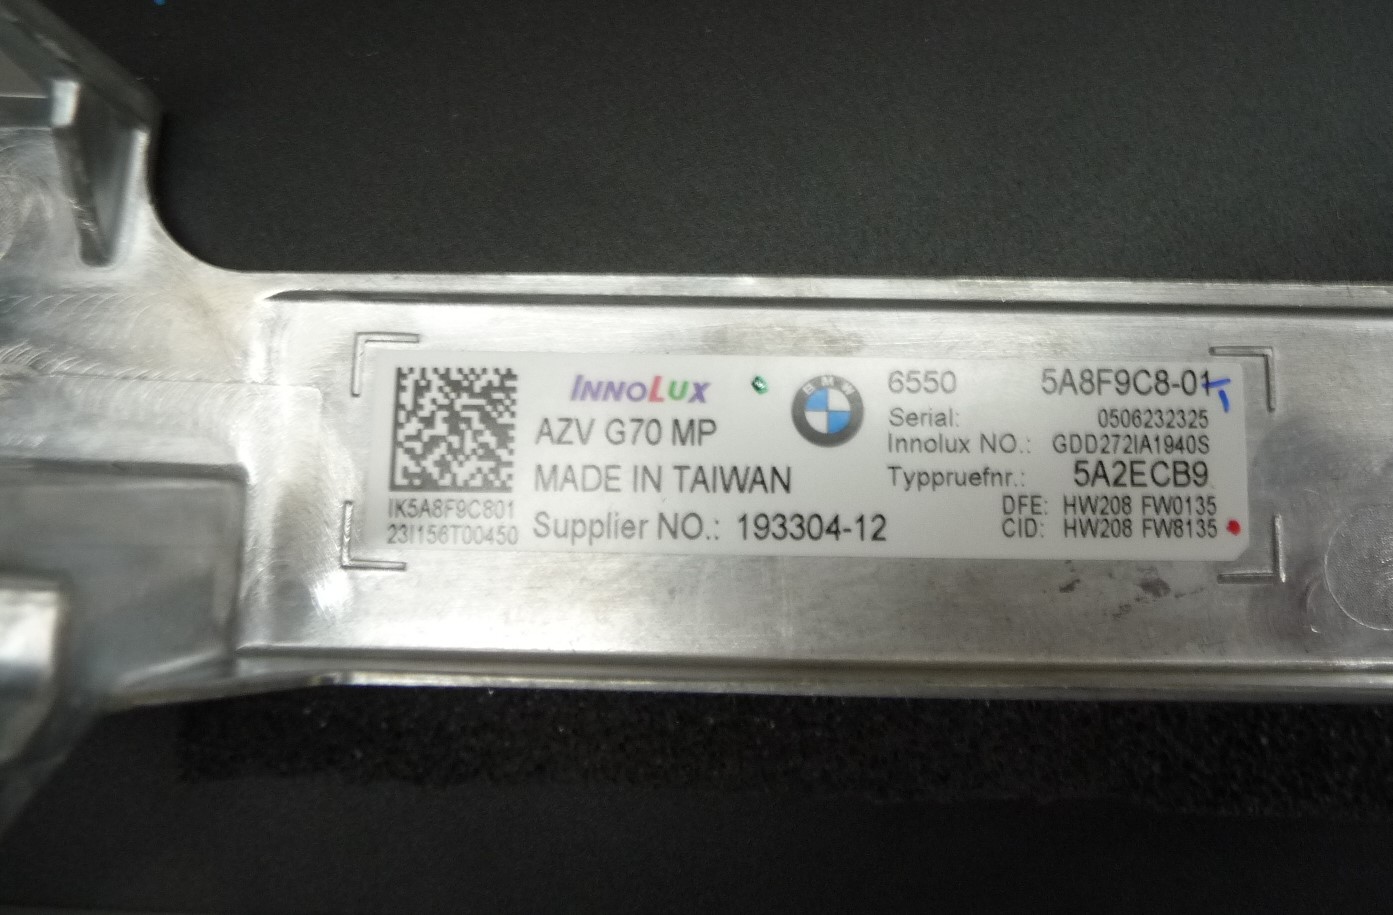 INNOLUX
AZV G70 MP
MADE IN TAIWAN
Supplier NO.: 193304-12
IK5A8F9C801
23I156T00450
BMW
6550 5A8F9C8-01
Serial: 0506232325
Innolux NO.: GDD272IA1940S
Typpruefnr.: 5A2ECB9
DFE: HW208 FW0135
CID: HW208 FW8135